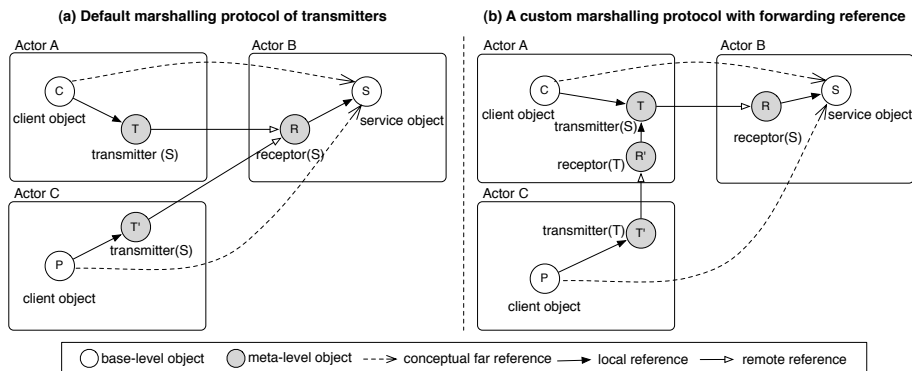 (a) Default marshalling protocol of transmitters
Actor A
C
client object
T
transmitter (S)
Actor B
S
service object
R
receptor(S)
Actor C
T'
transmitter(S)
P
client object
(b) A custom marshalling protocol with forwarding reference
Actor A
C
client object
T
transmitter(S)
R'
receptor(T)
Actor B
S
service object
R
receptor(S)
Actor C
transmitter(T)
T'
P
client object
base-level object
meta-level object
conceptual far reference
local reference
remote reference